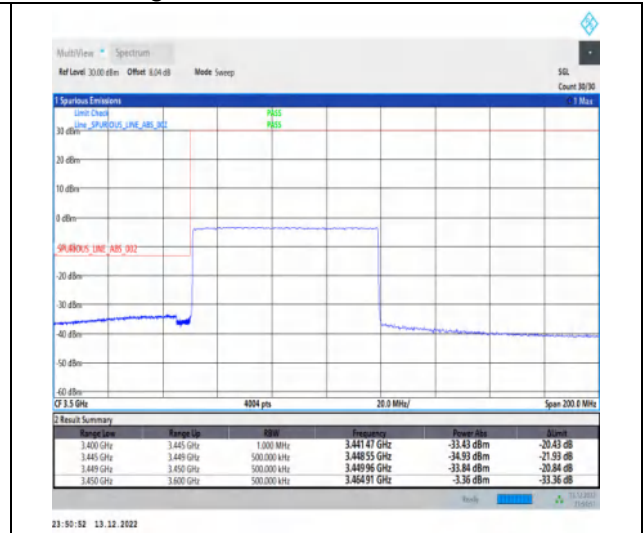 MultiView Spectrum
Ref Level 30.00 dBm Offset 8.04 dB Mode Sweep SGL
Count 30/30
1 Spurious Emissions 1 Max
Limit Check PASS
Line _SPURIOUS_LINE_ABS_002 PASS
30 dBm
20 dBm
10 dBm
0 dBm
_SPURIOUS_LINE_ABS_002
-20 dBm
-30 dBm
-40 dBm
-50 dBm
-60 dBm
CF 3.5 GHz 4004 pts 20.0 MHz/ Span 200.0 MHz
2 Result Summary
Range Low Range Up RBW Frequency Power Abs ΔLimit
3.400 GHz 3.445 GHz 1.000 MHz 3.44147 GHz -33.43 dBm -20.43 dB
3.445 GHz 3.449 GHz 500.000 kHz 3.44855 GHz -34.93 dBm -21.93 dB
3.449 GHz 3.450 GHz 500.000 kHz 3.44996 GHz -33.84 dBm -20.84 dB
3.450 GHz 3.600 GHz 500.000 kHz 3.46491 GHz -3.36 dBm -33.36 dB
Ready
23:50:52 13.12.2022